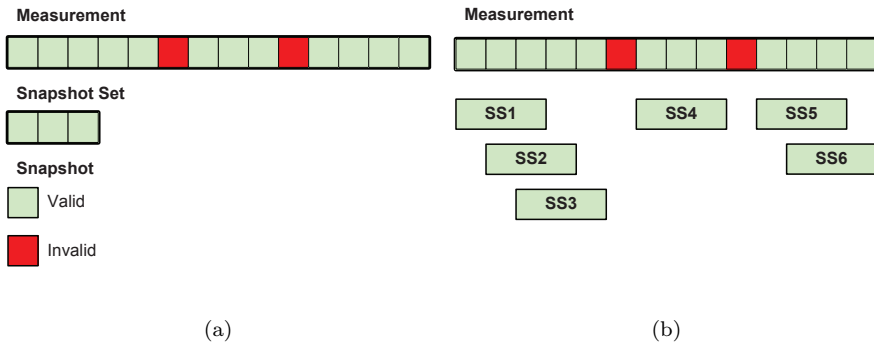 Measurement
Snapshot Set
Snapshot
Valid
Invalid
(a)
Measurement
SS1
SS4
SS5
SS2
SS6
SS3
(b)